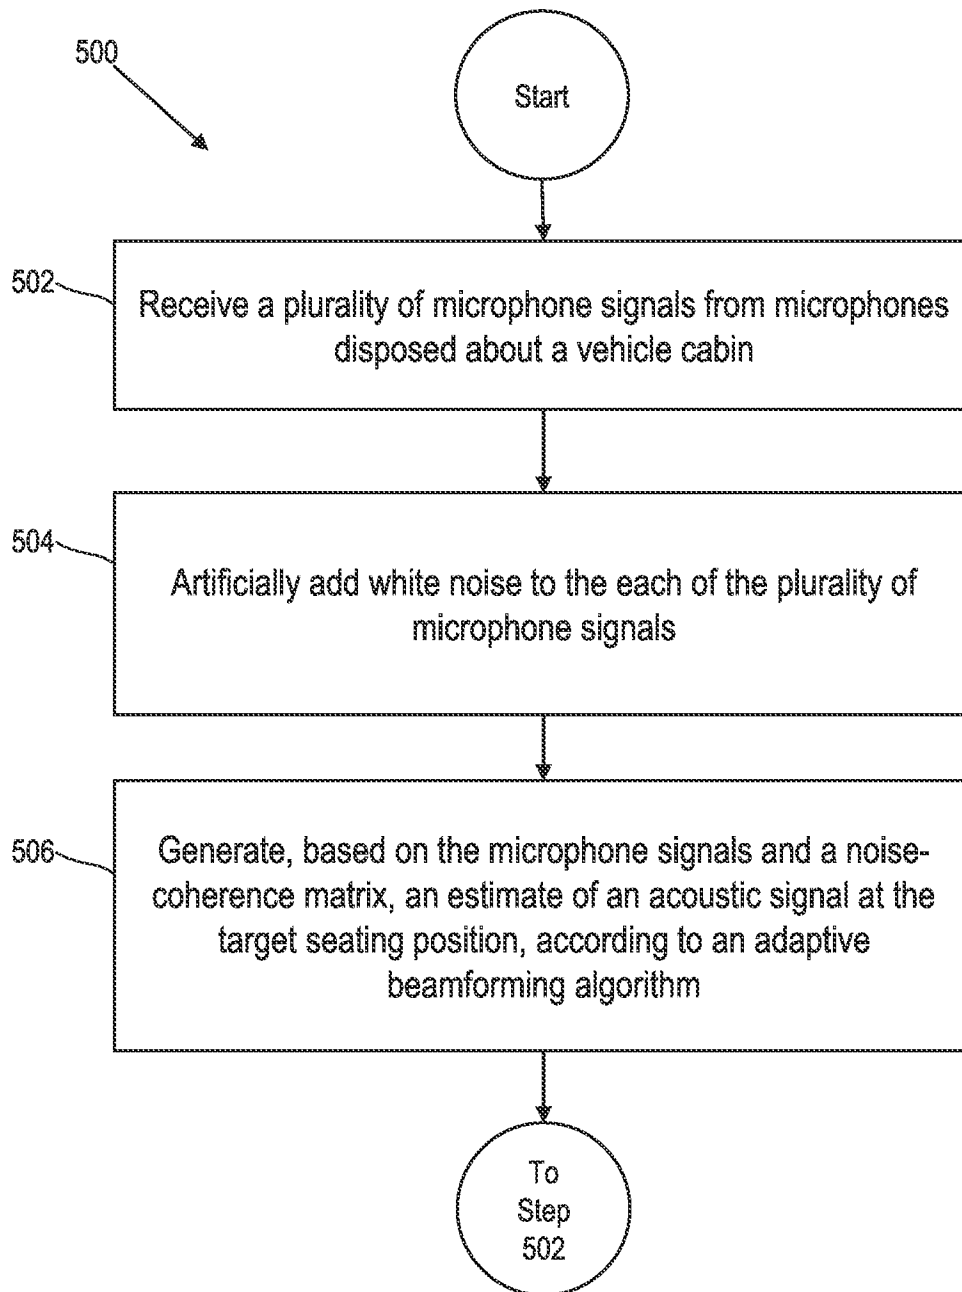 500
Start
502
Receive a plurality of microphone signals from microphones
disposed about a vehicle cabin
504
Artificially add white noise to the each of the plurality of
microphone signals
506
Generate, based on the microphone signals and a noise-
coherence matrix, an estimate of an acoustic signal at the
target seating position, according to an adaptive
beamforming algorithm
To
Step
502